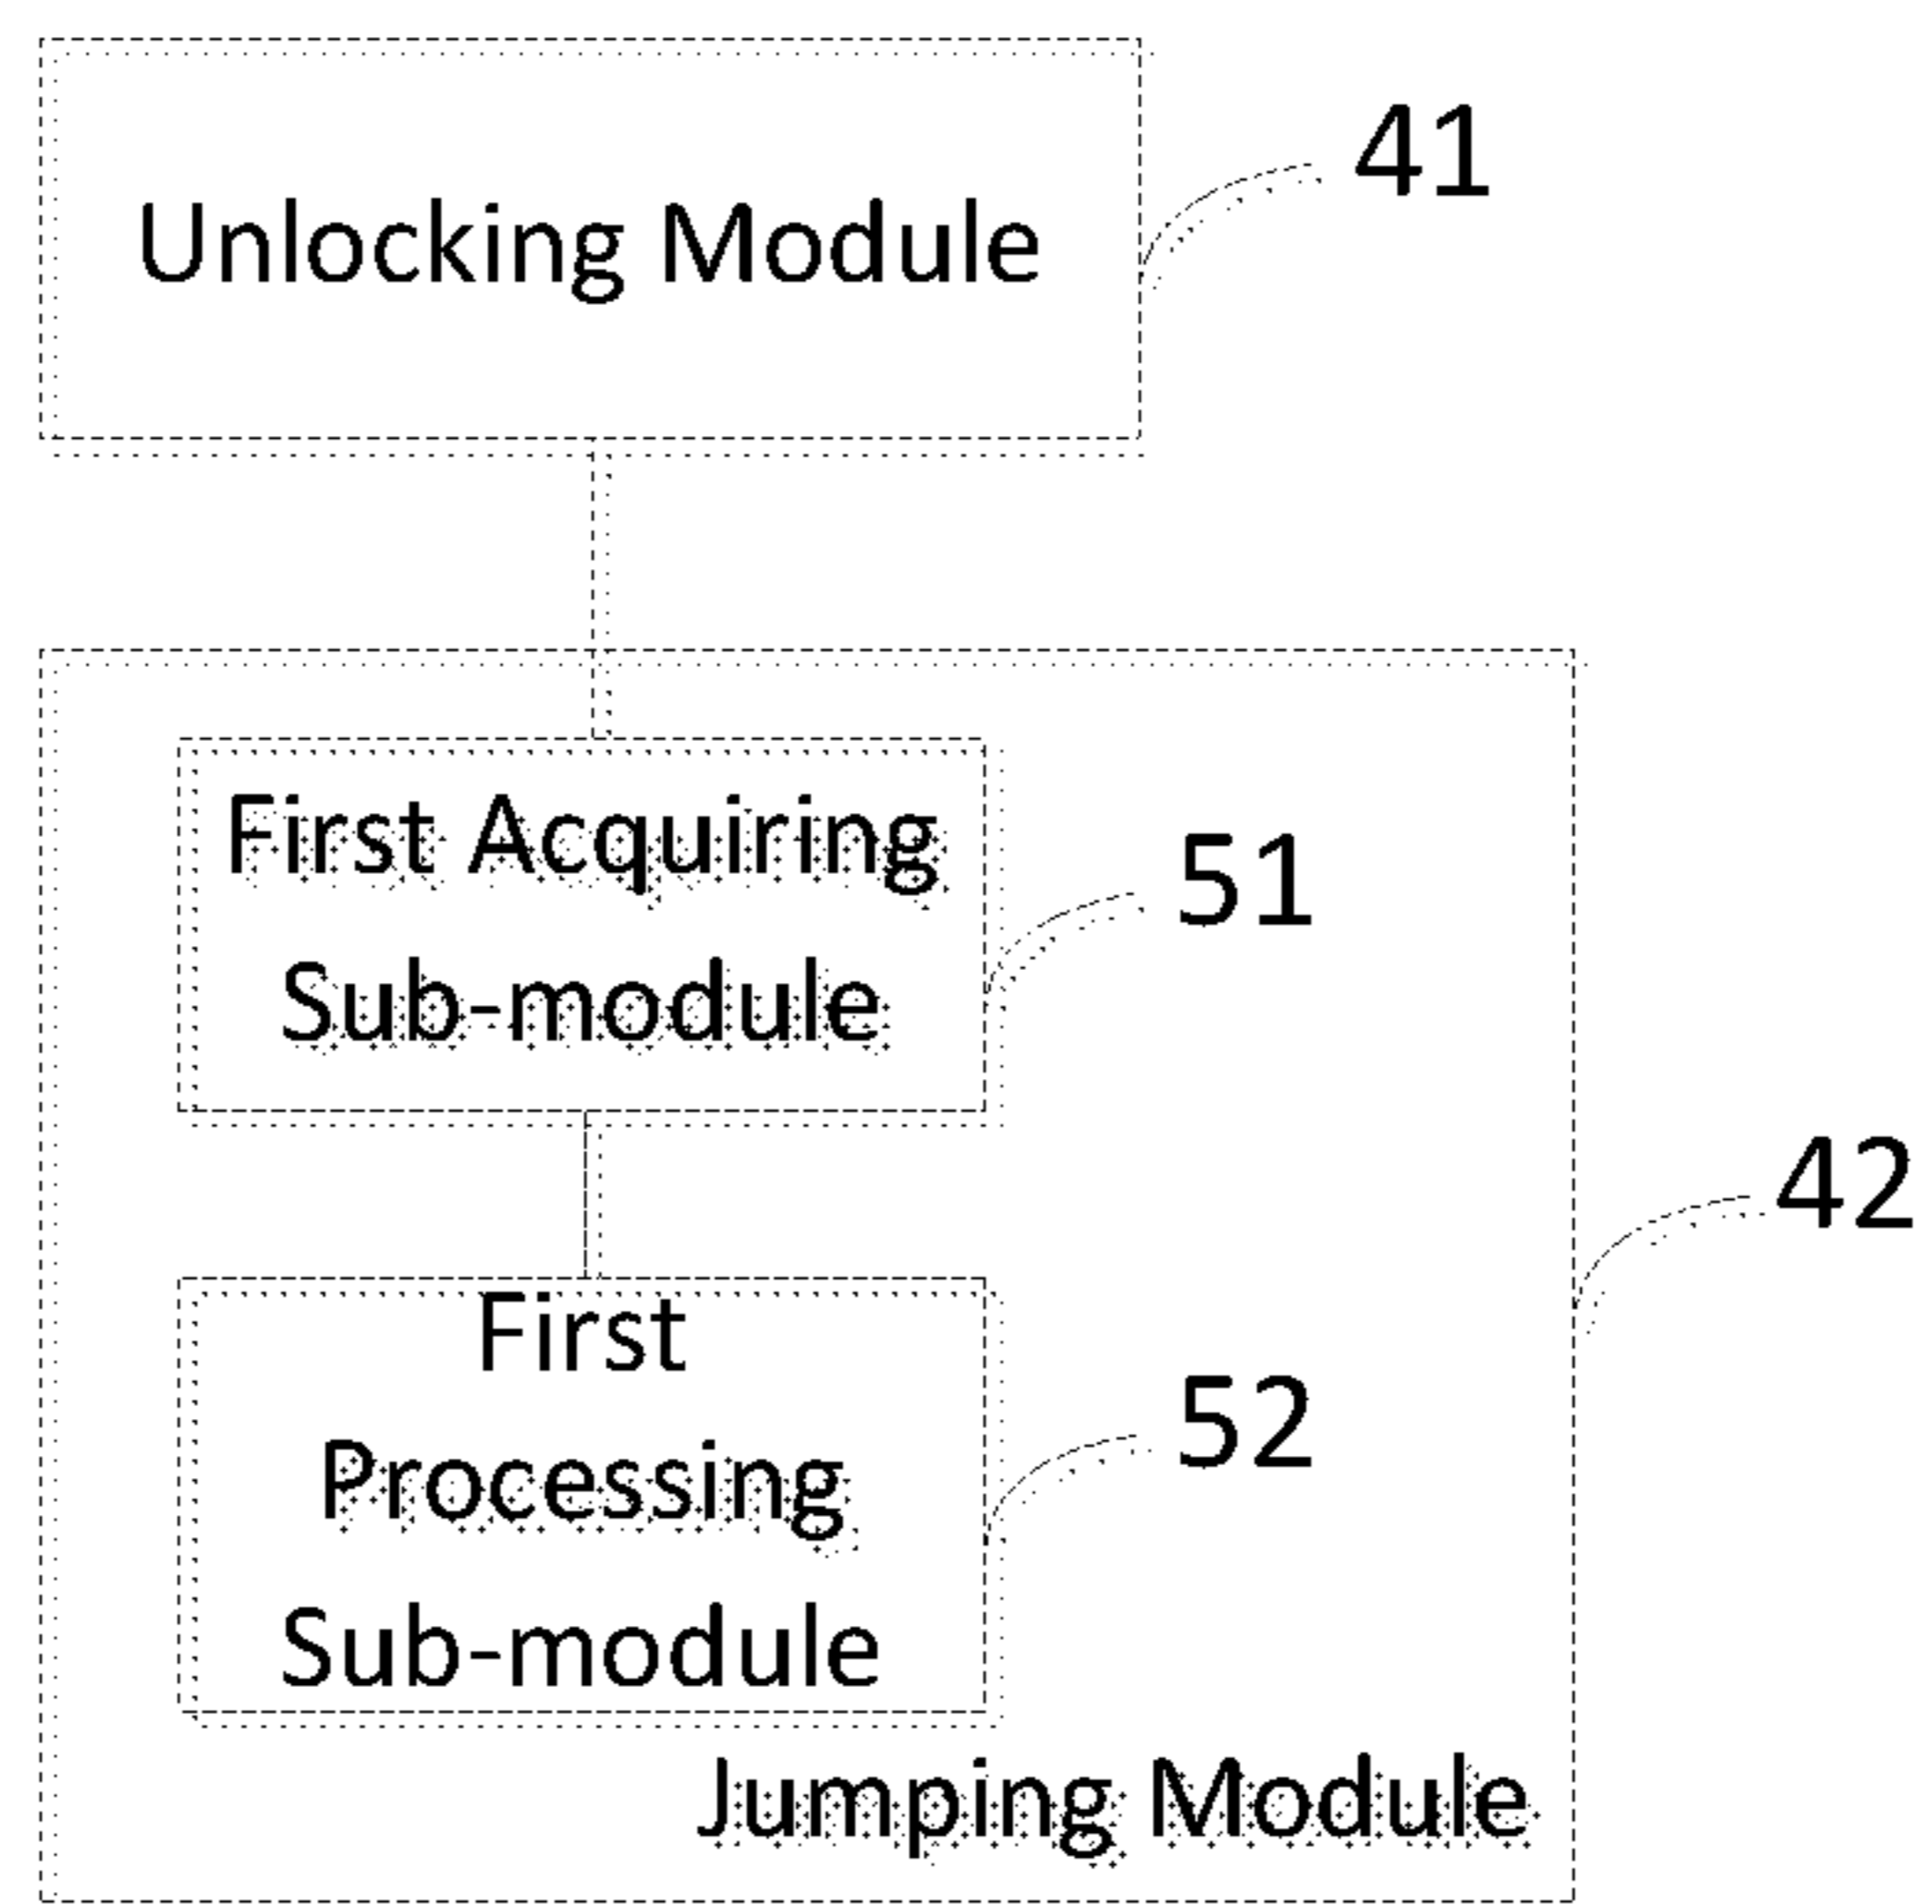 Unlocking Module
41
First Acquiring
Sub-module
51
42
First
Processing
Sub-module
52
Jumping Module